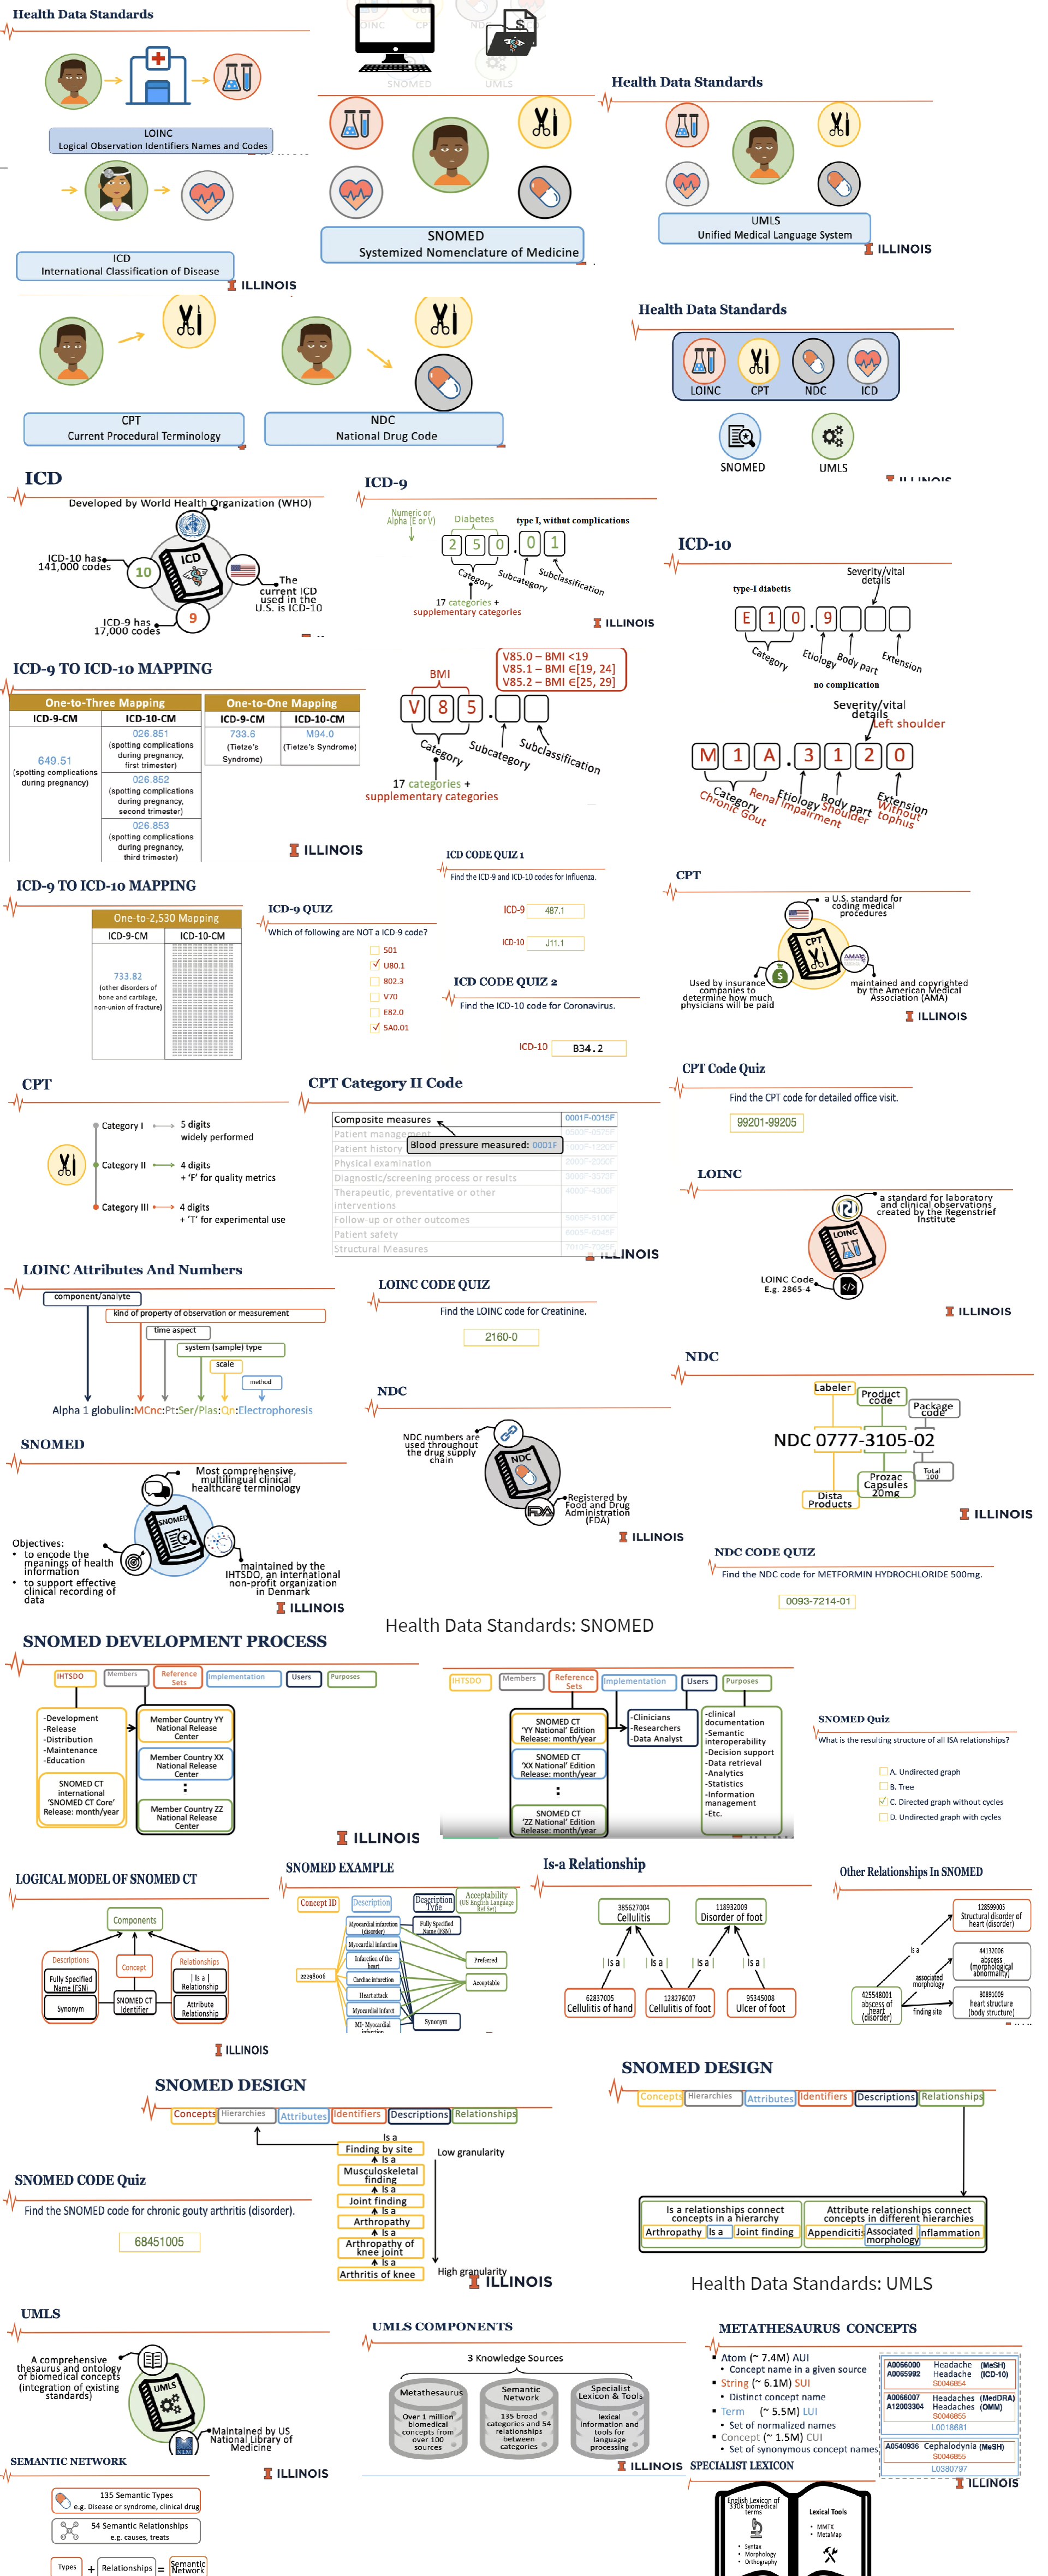 Health Data Standards
LOINC
Logical Observation Identifiers Names and Codes
ICD
International Classification of Disease
ILLINOIS
LOINC
CPT
SNOMED
UMLS
SNOMED
Systemized Nomenclature of Medicine
Health Data Standards
UMLS
Unified Medical Language System
ILLINOIS
CPT
Current Procedural Terminology
NDC
National Drug Code
Health Data Standards
LOINC CPT NDC ICD
SNOMED UMLS
ILLINOIS
ICD
Developed by World Health Organization (WHO)
ICD-10 has
141,000 codes
10
The
current ICD
used in the
U.S. is ICD-10
ICD-9 has
17,000 codes
9
ICD-9
Numeric or
Alpha (E or V)
Diabetes
type I, without complications
2 5 0 . 0 1
Category
Subcategory
Subclassification
17 categories +
supplementary categories
ILLINOIS
ICD-10
Severity/vital
details
type-I diabetis
E 1 0 . 9
Category
Etiology
Body part
Extension
no complication
Severity/vital
details
Left shoulder
M 1 A . 3 1 2 0
Category
Chronic Gout
Etiology
Renal Impairment
Body part
Shoulder
Extension
Without
tophus
ICD-9 TO ICD-10 MAPPING
One-to-Three Mapping
ICD-9-CM
ICD-10-CM
649.51
(spotting complications
during pregnancy)
026.851
(spotting complications
during pregnancy,
first trimester)
026.852
(spotting complications
during pregnancy,
second trimester)
026.853
(spotting complications
during pregnancy,
third trimester)
One-to-One Mapping
ICD-9-CM
ICD-10-CM
733.6
(Tietze's
Syndrome)
M94.0
(Tietze's Syndrome)
ILLINOIS
V85.0 – BMI <19
V85.1 – BMI ∈[19, 24]
V85.2 – BMI ∈[25, 29]
BMI
V 8 5 .
Category
Subcategory
Subclassification
17 categories +
supplementary categories
ICD-9 TO ICD-10 MAPPING
One-to-2,530 Mapping
ICD-9-CM
ICD-10-CM
733.82
(other disorders of
bone and cartilage,
non-union of fracture)
ICD-9 QUIZ
Which of following are NOT a ICD-9 code?
501
U80.1
802.3
V70
E82.0
5A0.01
ICD CODE QUIZ 1
Find the ICD-9 and ICD-10 codes for Influenza.
ICD-9 487.1
ICD-10 J11.1
ICD CODE QUIZ 2
Find the ICD-10 code for Coronavirus.
ICD-10 B34.2
CPT
a U.S. standard for
coding medical
procedures
CPT
AMA
Used by insurance
companies to
determine how much
physicians will be paid
maintained and copyrighted
by the American Medical
Association (AMA)
ILLINOIS
CPT
Category I
5 digits
widely performed
Category II
4 digits
+ 'F' for quality metrics
Category III
4 digits
+ 'T' for experimental use
CPT Category II Code
Composite measures 0001F-0015F
Patient management
Blood pressure measured: 0001F
Patient history
Physical examination
Diagnostic/screening process or results
Therapeutic, preventative or other
interventions
Follow-up or other outcomes
Patient safety
Structural Measures
ILLINOIS
CPT Code Quiz
Find the CPT code for detailed office visit.
99201-99205
LOINC
a standard for laboratory
and clinical observations
created by the Regenstrief
Institute
LOINC
LOINC Code
E.g. 2865-4
ILLINOIS
LOINC Attributes And Numbers
component/analyte
kind of property of observation or measurement
time aspect
system (sample) type
scale
method
Alpha 1 globulin:MCnc:Pt:Ser/Plas:Qn:Electrophoresis
LOINC CODE QUIZ
Find the LOINC code for Creatinine.
2160-0
NDC
NDC numbers are
used throughout
the drug supply
chain
NDC
Registered by
Food and Drug
Administration
(FDA)
FDA
ILLINOIS
NDC
Labeler
Product
code
Package
code
NDC 0777-3105-02
Dista
Products
Prozac
Capsules
20mg
Total
100
ILLINOIS
NDC CODE QUIZ
Find the NDC code for METFORMIN HYDROCHLORIDE 500mg.
0093-7214-01
SNOMED
Most comprehensive,
multilingual clinical
healthcare terminology
SNOMED
Objectives:
• to encode the
meanings of health
information
• to support effective
clinical recording of
data
maintained by the
IHTSDO, an International
non-profit organization
in Denmark
ILLINOIS
Health Data Standards: SNOMED
SNOMED DEVELOPMENT PROCESS
IHTSDO
Members
Reference
Sets
Implementation
Users
Purposes
-Development
-Release
-Distribution
-Maintenance
-Education
SNOMED CT
international
'SNOMED CT Core'
Release: month/year
Member Country YY
National Release
Center
Member Country XX
National Release
Center
Member Country ZZ
National Release
Center
ILLINOIS
IHTSDO
Members
Reference
Sets
Implementation
Users
Purposes
SNOMED CT
'YY National' Edition
Release: month/year
SNOMED CT
'XX National' Edition
Release: month/year
SNOMED CT
'ZZ National' Edition
Release: month/year
-Clinicians
-Researchers
-Data Analyst
-clinical
documentation
-Semantic
interoperability
-Decision support
-Data retrieval
-Analytics
-Statistics
-Information
management
-Etc.
SNOMED Quiz
What is the resulting structure of all ISA relationships?
A. Undirected graph
B. Tree
C. Directed graph without cycles
D. Undirected graph with cycles
LOGICAL MODEL OF SNOMED CT
Components
Descriptions
Fully Specified
Name (FSN)
Synonym
Concept
SNOMED CT
Identifier
Relationships
| Is a |
Relationship
Attribute
Relationship
ILLINOIS
SNOMED EXAMPLE
Concept ID
Description
Description
Type
Acceptability
(US English Language
Ref Set)
22298006
Myocardial infarction
(disorder)
Myocardial infarction
Infarction of the
heart
Cardiac infarction
Heart attack
Myocardial infarct
MI- Myocardial
infarction
Fully Specified
Name (FSN)
Synonym
Preferred
Acceptable
Is-a Relationship
385627004
Cellulitis
118932009
Disorder of foot
| Is a | | Is a | | Is a | | Is a |
62837005
Cellulitis of hand
128276007
Cellulitis of foot
95345008
Ulcer of foot
Other Relationships In SNOMED
128599005
Structural disorder of
heart (disorder)
Is a
44132006
abscess
(morphological
abnormality)
associated
morphology
425548001
abscess of
heart
(disorder)
finding site
80891009
heart structure
(body structure)
SNOMED DESIGN
Concepts
Hierarchies
Attributes
Identifiers
Descriptions
Relationships
Is a
Finding by site
Is a
Musculoskeletal
finding
Is a
Joint finding
Is a
Arthropathy
Is a
Arthropathy of
knee joint
Is a
Arthritis of knee
Low granularity
High granularity
ILLINOIS
SNOMED CODE Quiz
Find the SNOMED code for chronic gouty arthritis (disorder).
68451005
SNOMED DESIGN
Concepts
Hierarchies
Attributes
Identifiers
Descriptions
Relationships
Is a relationships connect
concepts in a hierarchy
Arthropathy Is a Joint finding
Attribute relationships connect
concepts in different hierarchies
Appendicitis Associated
morphology Inflammation
Health Data Standards: UMLS
UMLS
A comprehensive
thesaurus and ontology
of biomedical concepts
(integration of existing
standards)
UMLS
Maintained by US
National Library of
Medicine
ILLINOIS
UMLS COMPONENTS
3 Knowledge Sources
Metathesaurus
Over 1 million
biomedical
concepts from
over 100
sources
Semantic
Network
135 broad
categories and 54
relationships
between
categories
Specialist
Lexicon & Tools
lexical
information and
tools for
language
processing
ILLINOIS
METATHESAURUS CONCEPTS
Atom (~ 7.4M) AUI
• Concept name in a given source
String (~ 6.1M) SUI
• Distinct concept name
Term (~ 5.5M) LUI
• Set of normalized names
Concept (~ 1.5M) CUI
• Set of synonymous concept names
A0066000 Headache (MeSH)
A0065992 Headache (ICD-10)
S0046854
A0066007 Headaches (MedDRA)
A12003304 Headaches (OMM)
S0046855
L0018681
A0540936 Cephalodynia (MeSH)
S0046855
L0380797
ILLINOIS
SEMANTIC NETWORK
135 Semantic Types
e.g. Disease or syndrome, clinical drug
54 Semantic Relationships
e.g. causes, treats
Types + Relationships = Semantic
Network
SPECIALIST LEXICON
English Lexicon of
330k biomedical
terms
• Syntax
• Morphology
• Orthography
Lexical Tools
• MMTX
• MetaMap